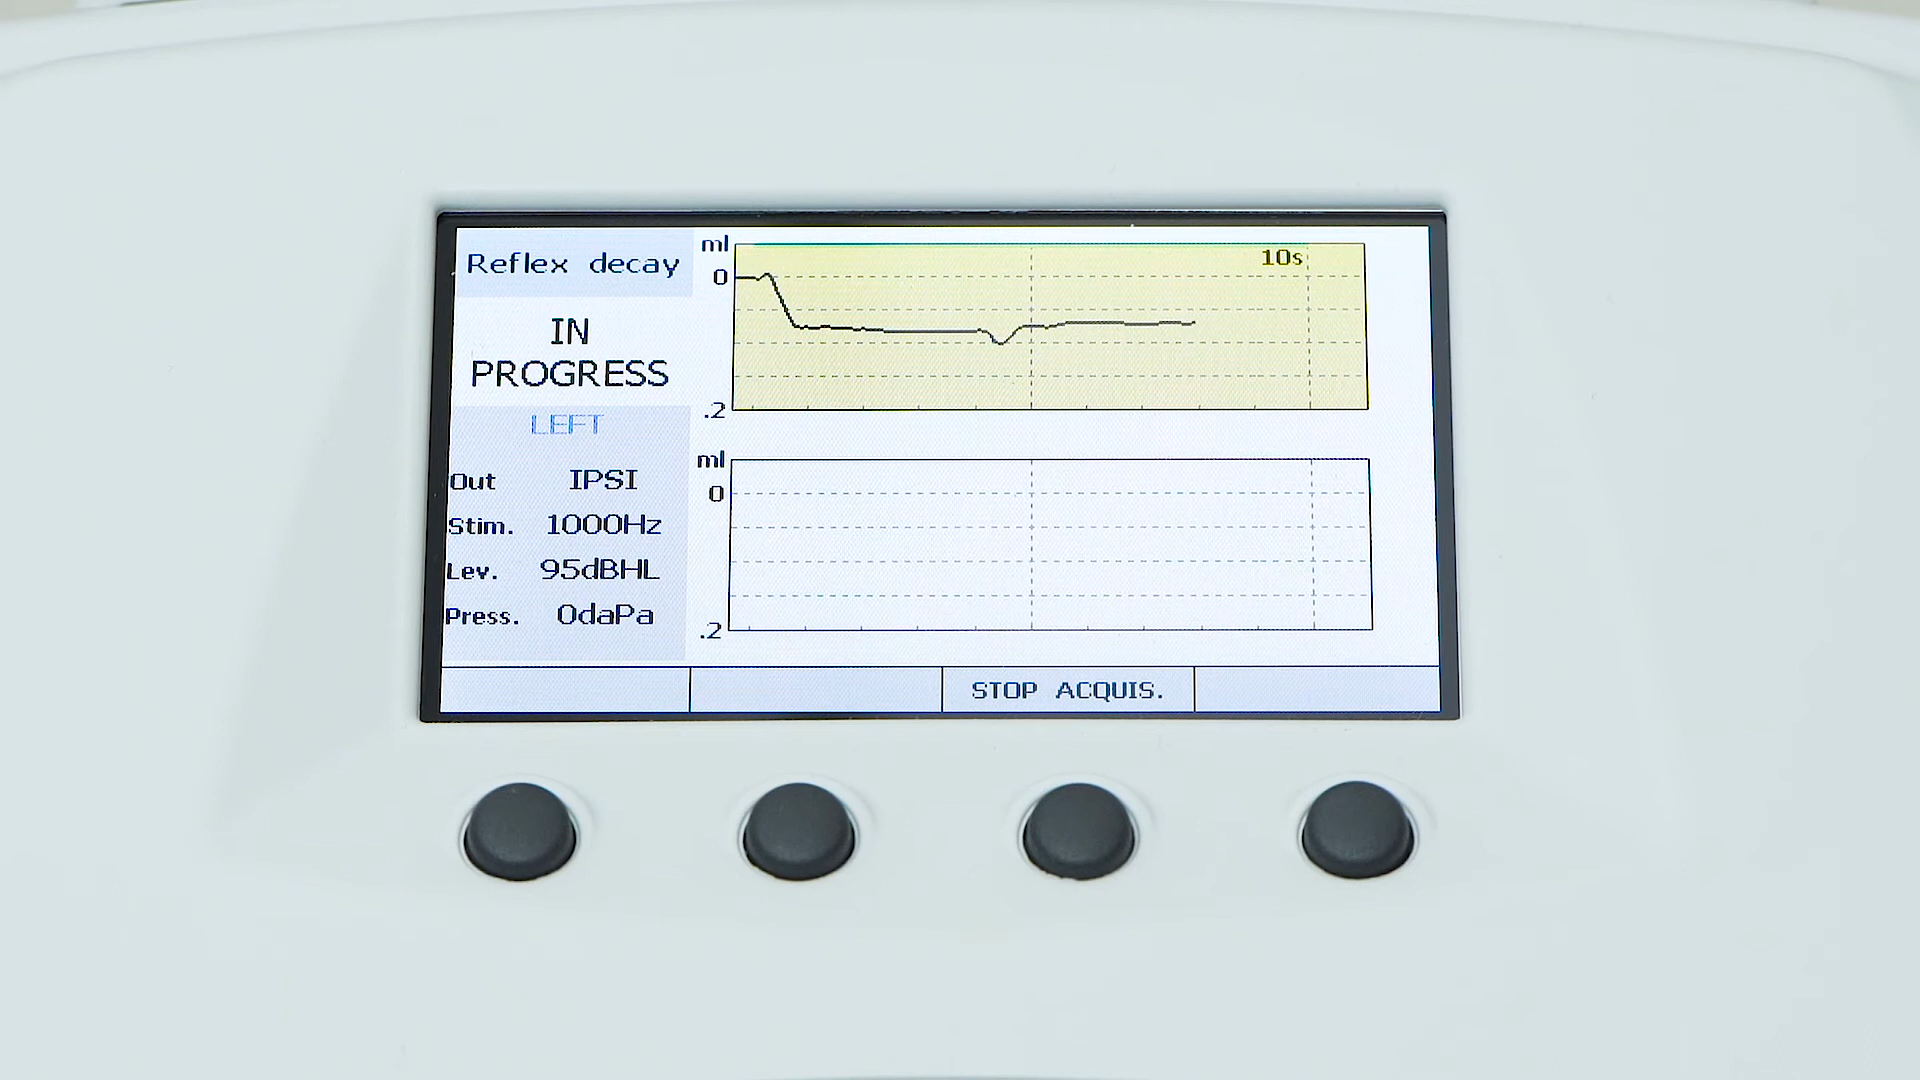 Reflex decay
IN
PROGRESS
LEFT
Out IPSI
Stim. 1000Hz
Lev. 95dBHL
Press. 0daPa
ml
0
.2
10s
ml
0
.2
STOP ACQUIS.